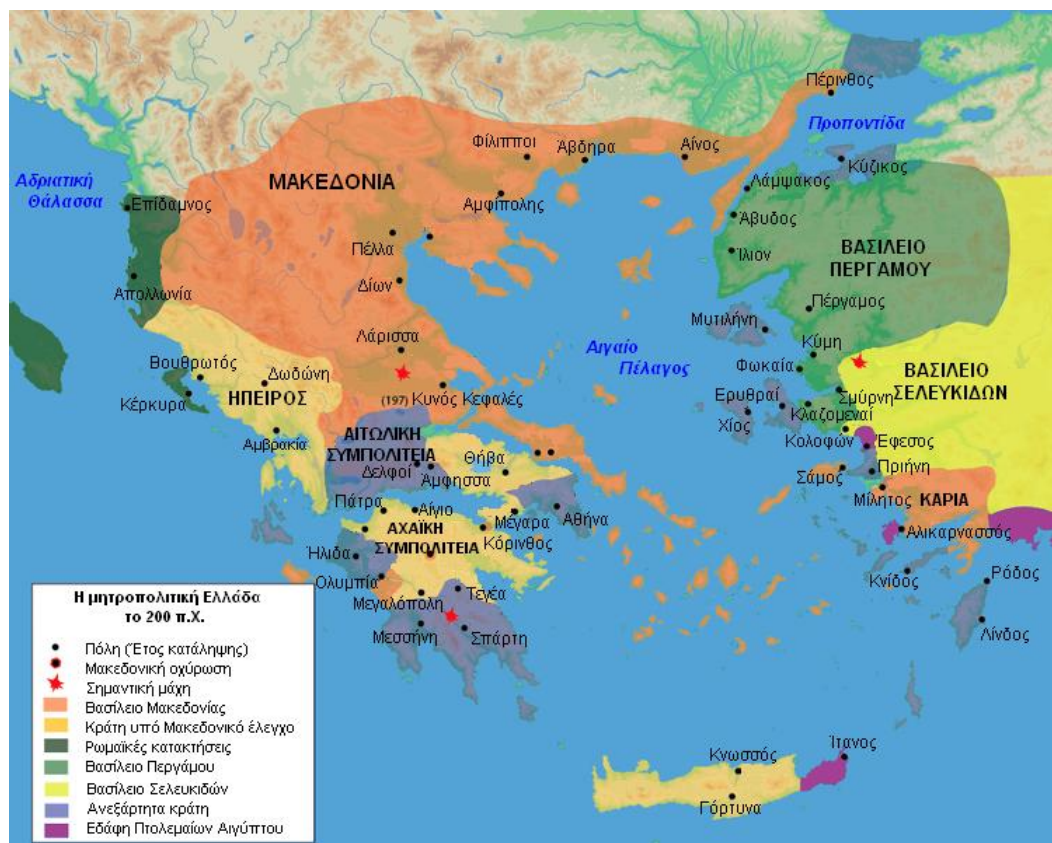 Πέρινθος
Προποντίδα
Φίλιπποι
Άβδηρα
Αίνος
Κύζικος
Αδριατική
Θάλασσα
ΜΑΚΕΔΟΝΙΑ
Λάμψακος
Επίδαμνος
Αμφίπολης
Άβυδος
Πέλλα
Ίλιον
ΒΑΣΙΛΕΙΟ
ΠΕΡΓΑΜΟΥ
Απολλωνία
Δίων
Πέργαμος
Μυτιλήνη
Λάρισσα
Αιγαίο
Πέλαγος
Κύμη
Βουθρωτός
Δωδώνη
Φωκαία
ΒΑΣΙΛΕΙΟ
ΣΕΛΕΥΚΙΔΩΝ
Κέρκυρα
ΗΠΕΙΡΟΣ
(197) Κυνός Κεφαλές
Ερυθραί
Σμύρνη
Χίος
Κλαζομεναί
Αμβρακία
ΑΙΤΩΛΙΚΗ
ΣΥΜΠΟΛΙΤΕΙΑ
Κολοφών
Έφεσος
Θήβα
Δελφοί
Άμφησσα
Σάμος
Πριήνη
Μίλητος
ΚΑΡΙΑ
Πάτρα
Αίγιο
Μέγαρα
Αθήνα
ΑΧΑΪΚΗ
ΣΥΜΠΟΛΙΤΕΙΑ
Κόρινθος
Αλικαρνασσός
Ήλιδα
Ολυμπία
Κνίδος
Ρόδος
Μεγαλόπολη
Τεγέα
Μεσσήνη
Σπάρτη
Λίνδος
Κνωσσός
Ίτανος
Γόρτυνα
Η μητροπολιτική Ελλάδα
το 200 π.Χ.
Πόλη (Έτος κατάληψης)
Μακεδονική οχύρωση
Σημαντική μάχη
Βασίλειο Μακεδονίας
Κράτη υπό Μακεδονικό έλεγχο
Ρωμαϊκές κατακτήσεις
Βασίλειο Περγάμου
Βασίλειο Σελευκιδών
Ανεξάρτητα κράτη
Εδάφη Πτολεμαίων Αιγύπτου